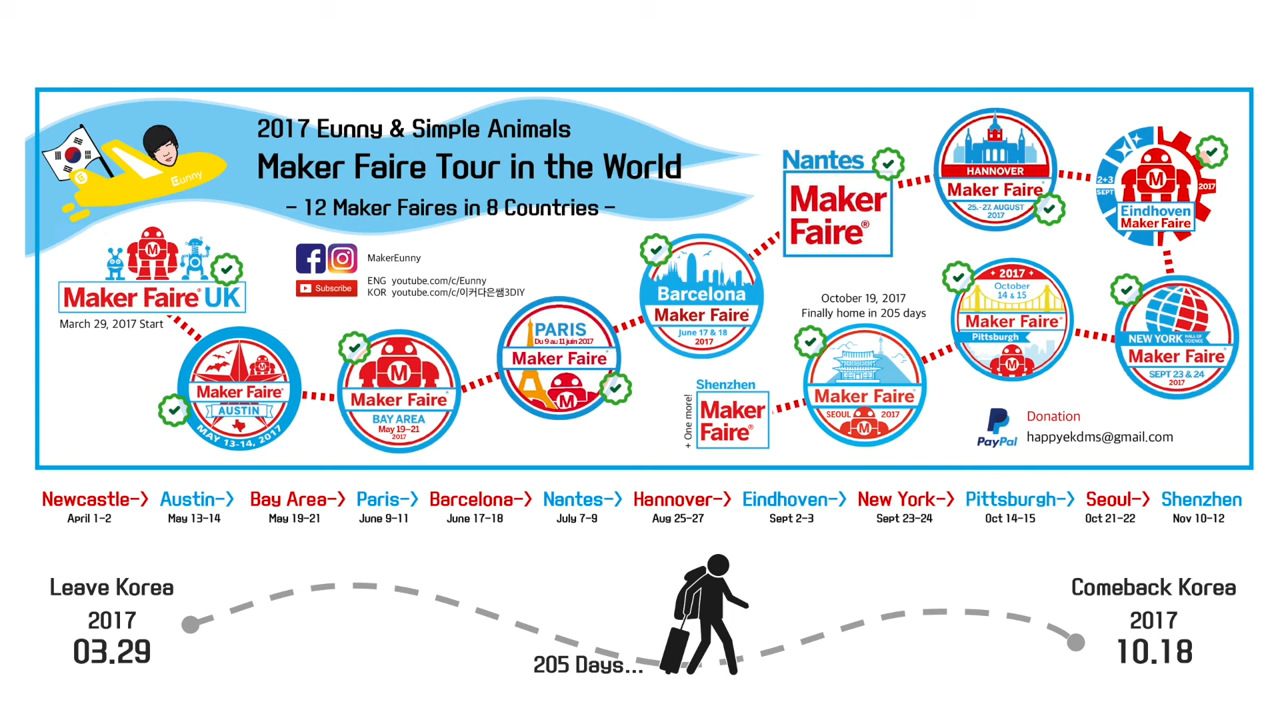 2017 Eunny & Simple Animals
Maker Faire Tour in the World
- 12 Maker Faires in 8 Countries -
Eunny
MakerEunny
ENG youtube.com/c/Eunny
KOR youtube.com/c/이커다은쌤3DIY
Subscribe
M
Maker Faire® UK
March 29, 2017 Start
Maker Faire®
AUSTIN
MAY 13-14, 2017
M
Maker Faire®
BAY AREA
May 19-21
2017
PARIS
Du 9 au 11 juin 2017
Maker Faire®
M
Barcelona
Maker Faire®
June 17 & 18
2017
Nantes
Maker
Faire®
HANNOVER
Maker Faire®
25.-27. AUGUST
2017
2+3
SEPT
2017
M
Eindhoven
Maker Faire®
NEW YORK HALL OF SCIENCE
Maker Faire®
SEPT 23 & 24
2017
2017
October
14 & 15
Maker Faire®
Pittsburgh
M
October 19, 2017
Finally home in 205 days
Maker Faire®
SEOUL M 2017
+ One more!
Shenzhen
Maker
Faire®
PayPal
Donation
happyekdms@gmail.com
Newcastle-> Austin-> Bay Area-> Paris-> Barcelona-> Nantes-> Hannover-> Eindhoven-> New York-> Pittsburgh-> Seoul-> Shenzhen
April 1-2 May 13-14 May 19-21 June 9-11 June 17-18 July 7-9 Aug 25-27 Sept 2-3 Sept 23-24 Oct 14-15 Oct 21-22 Nov 10-12
Leave Korea
2017
03.29
205 Days...
Comeback Korea
2017
10.18